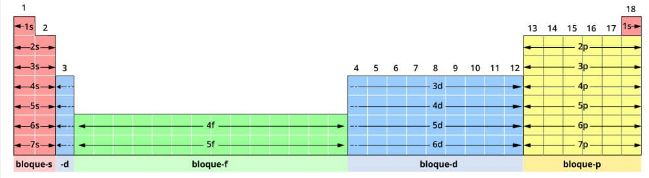 1 18
1s 2 13 14 15 16 17 1s
2s 2p
3s 3 4 5 6 7 8 9 10 11 12 3p
4s 3d 4p
5s 4d 5p
6s 4f 5d 6p
7s 5f 6d 7p
bloque-s -d bloque-f bloque-d bloque-p